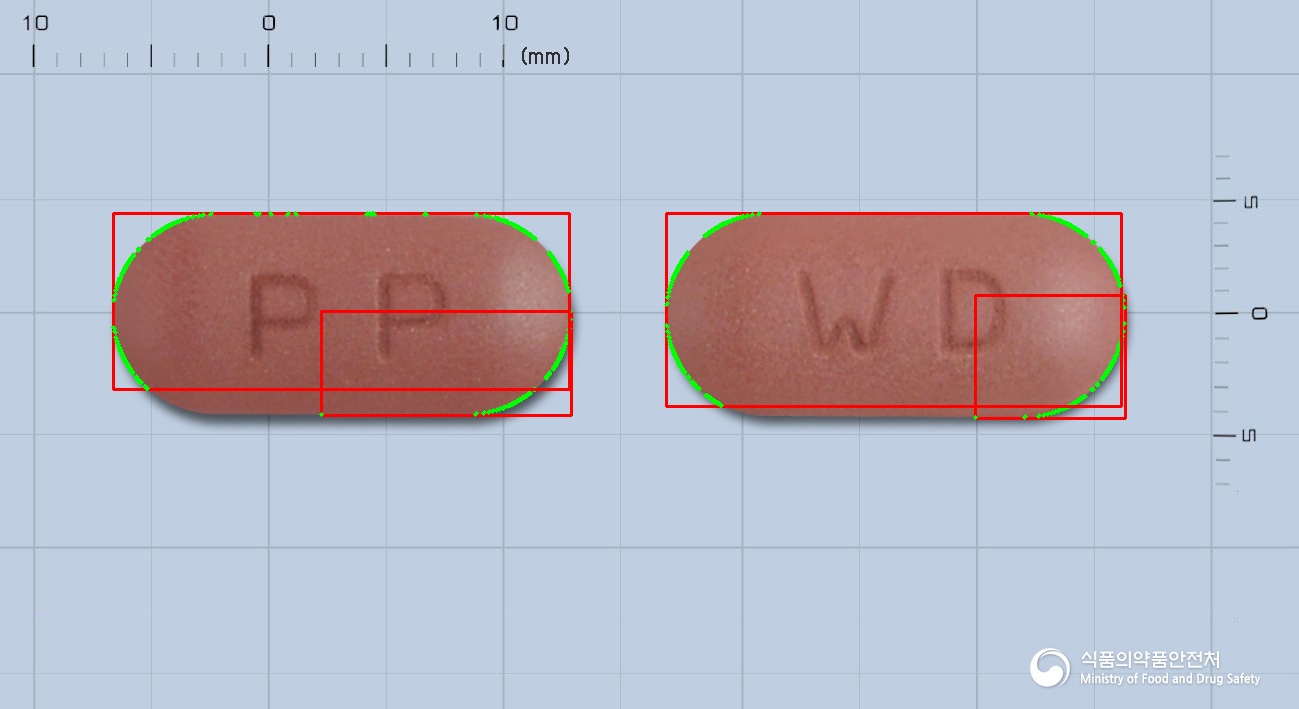 10 0 10
(mm)
5
P P
W D
0
5
식품의약품안전처
Ministry of Food and Drug Safety